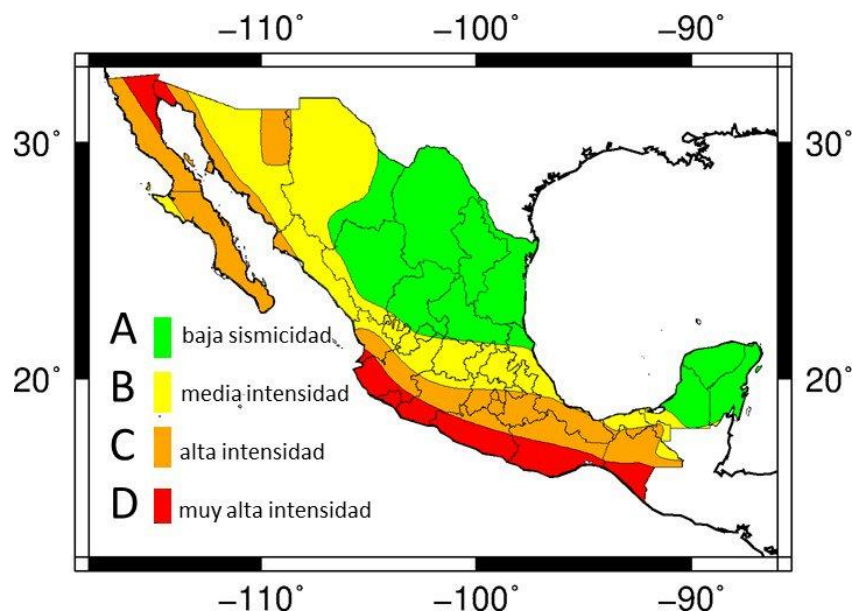 −110˚ −100˚ −90˚
30˚ 30˚
20˚ 20˚
A baja sismicidad
B media intensidad
C alta intensidad
D muy alta intensidad
−110˚ −100˚ −90˚